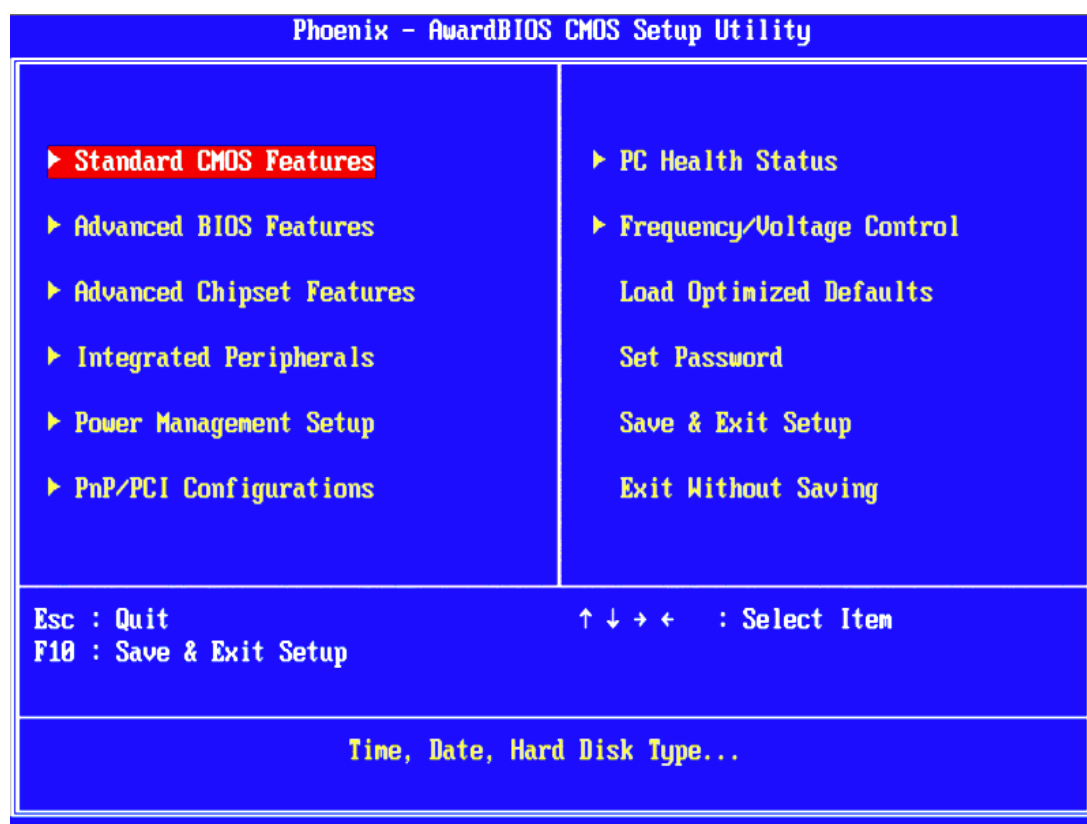 Phoenix - AwardBIOS CMOS Setup Utility
Standard CMOS Features
Advanced BIOS Features
Advanced Chipset Features
Integrated Peripherals
Power Management Setup
PnP/PCI Configurations
PC Health Status
Frequency/Voltage Control
Load Optimized Defaults
Set Password
Save & Exit Setup
Exit Without Saving
Esc : Quit
F10 : Save & Exit Setup
↑ ↓ → ← : Select Item
Time, Date, Hard Disk Type...